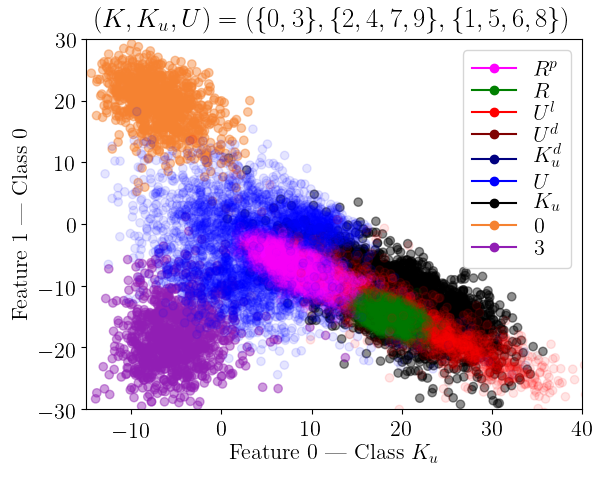 (K, K_u, U) = ({0, 3}, {2, 4, 7, 9}, {1, 5, 6, 8})
30
20
10
0
−10
−20
−30
Feature 1 — Class 0
R^p
R
U^l
U^d
K_u^d
U
K_u
0
3
−10
0
10
20
30
40
Feature 0 — Class K_u